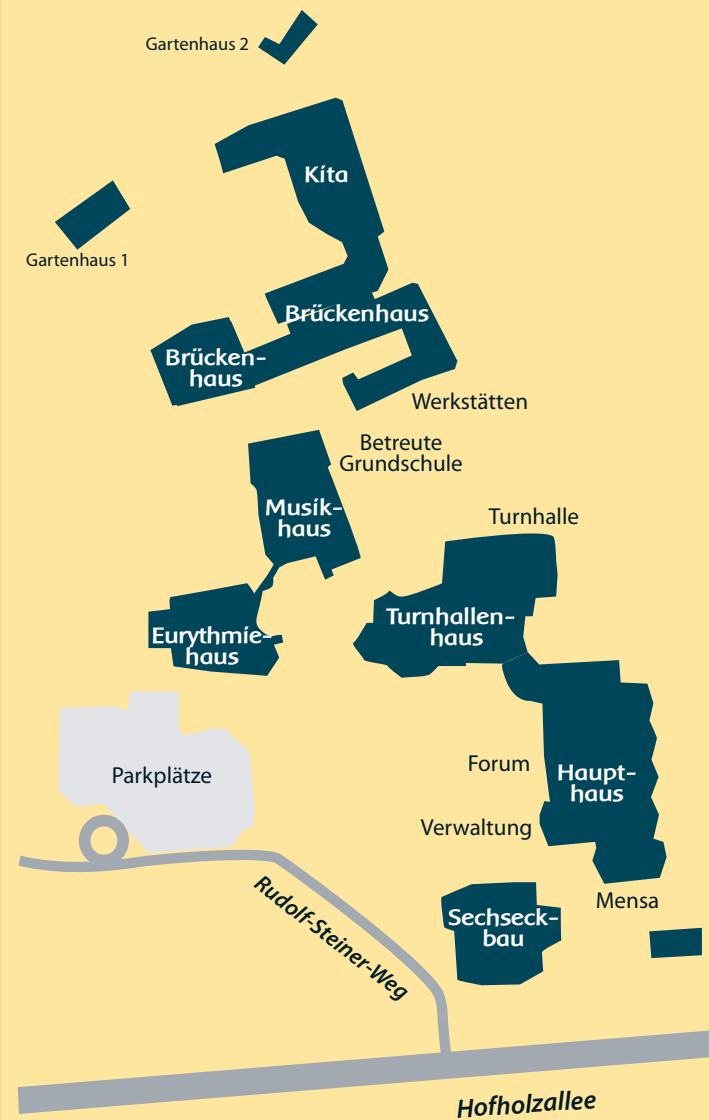 Gartenhaus 2
Kita
Gartenhaus 1
Brückenhaus
Brücken-
haus
Werkstätten
Betreute
Grundschule
Musik-
haus
Turnhalle
Turnhallen-
haus
Eurythmie-
haus
Parkplätze
Forum
Haupt-
haus
Verwaltung
Mensa
Sechseck-
bau
Rudolf-Steiner-Weg
Hofholzallee